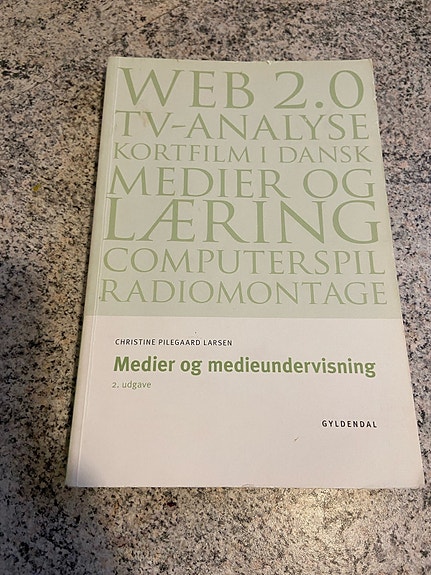 WEB 2.0
TV-ANALYSE
KORTFILM I DANSK
MEDIER OG
LÆRING
COMPUTERSPIL
RADIOMONTAGE
CHRISTINE PILEGAARD LARSEN
Medier og medieundervisning
2. udgave
GYLDENDAL